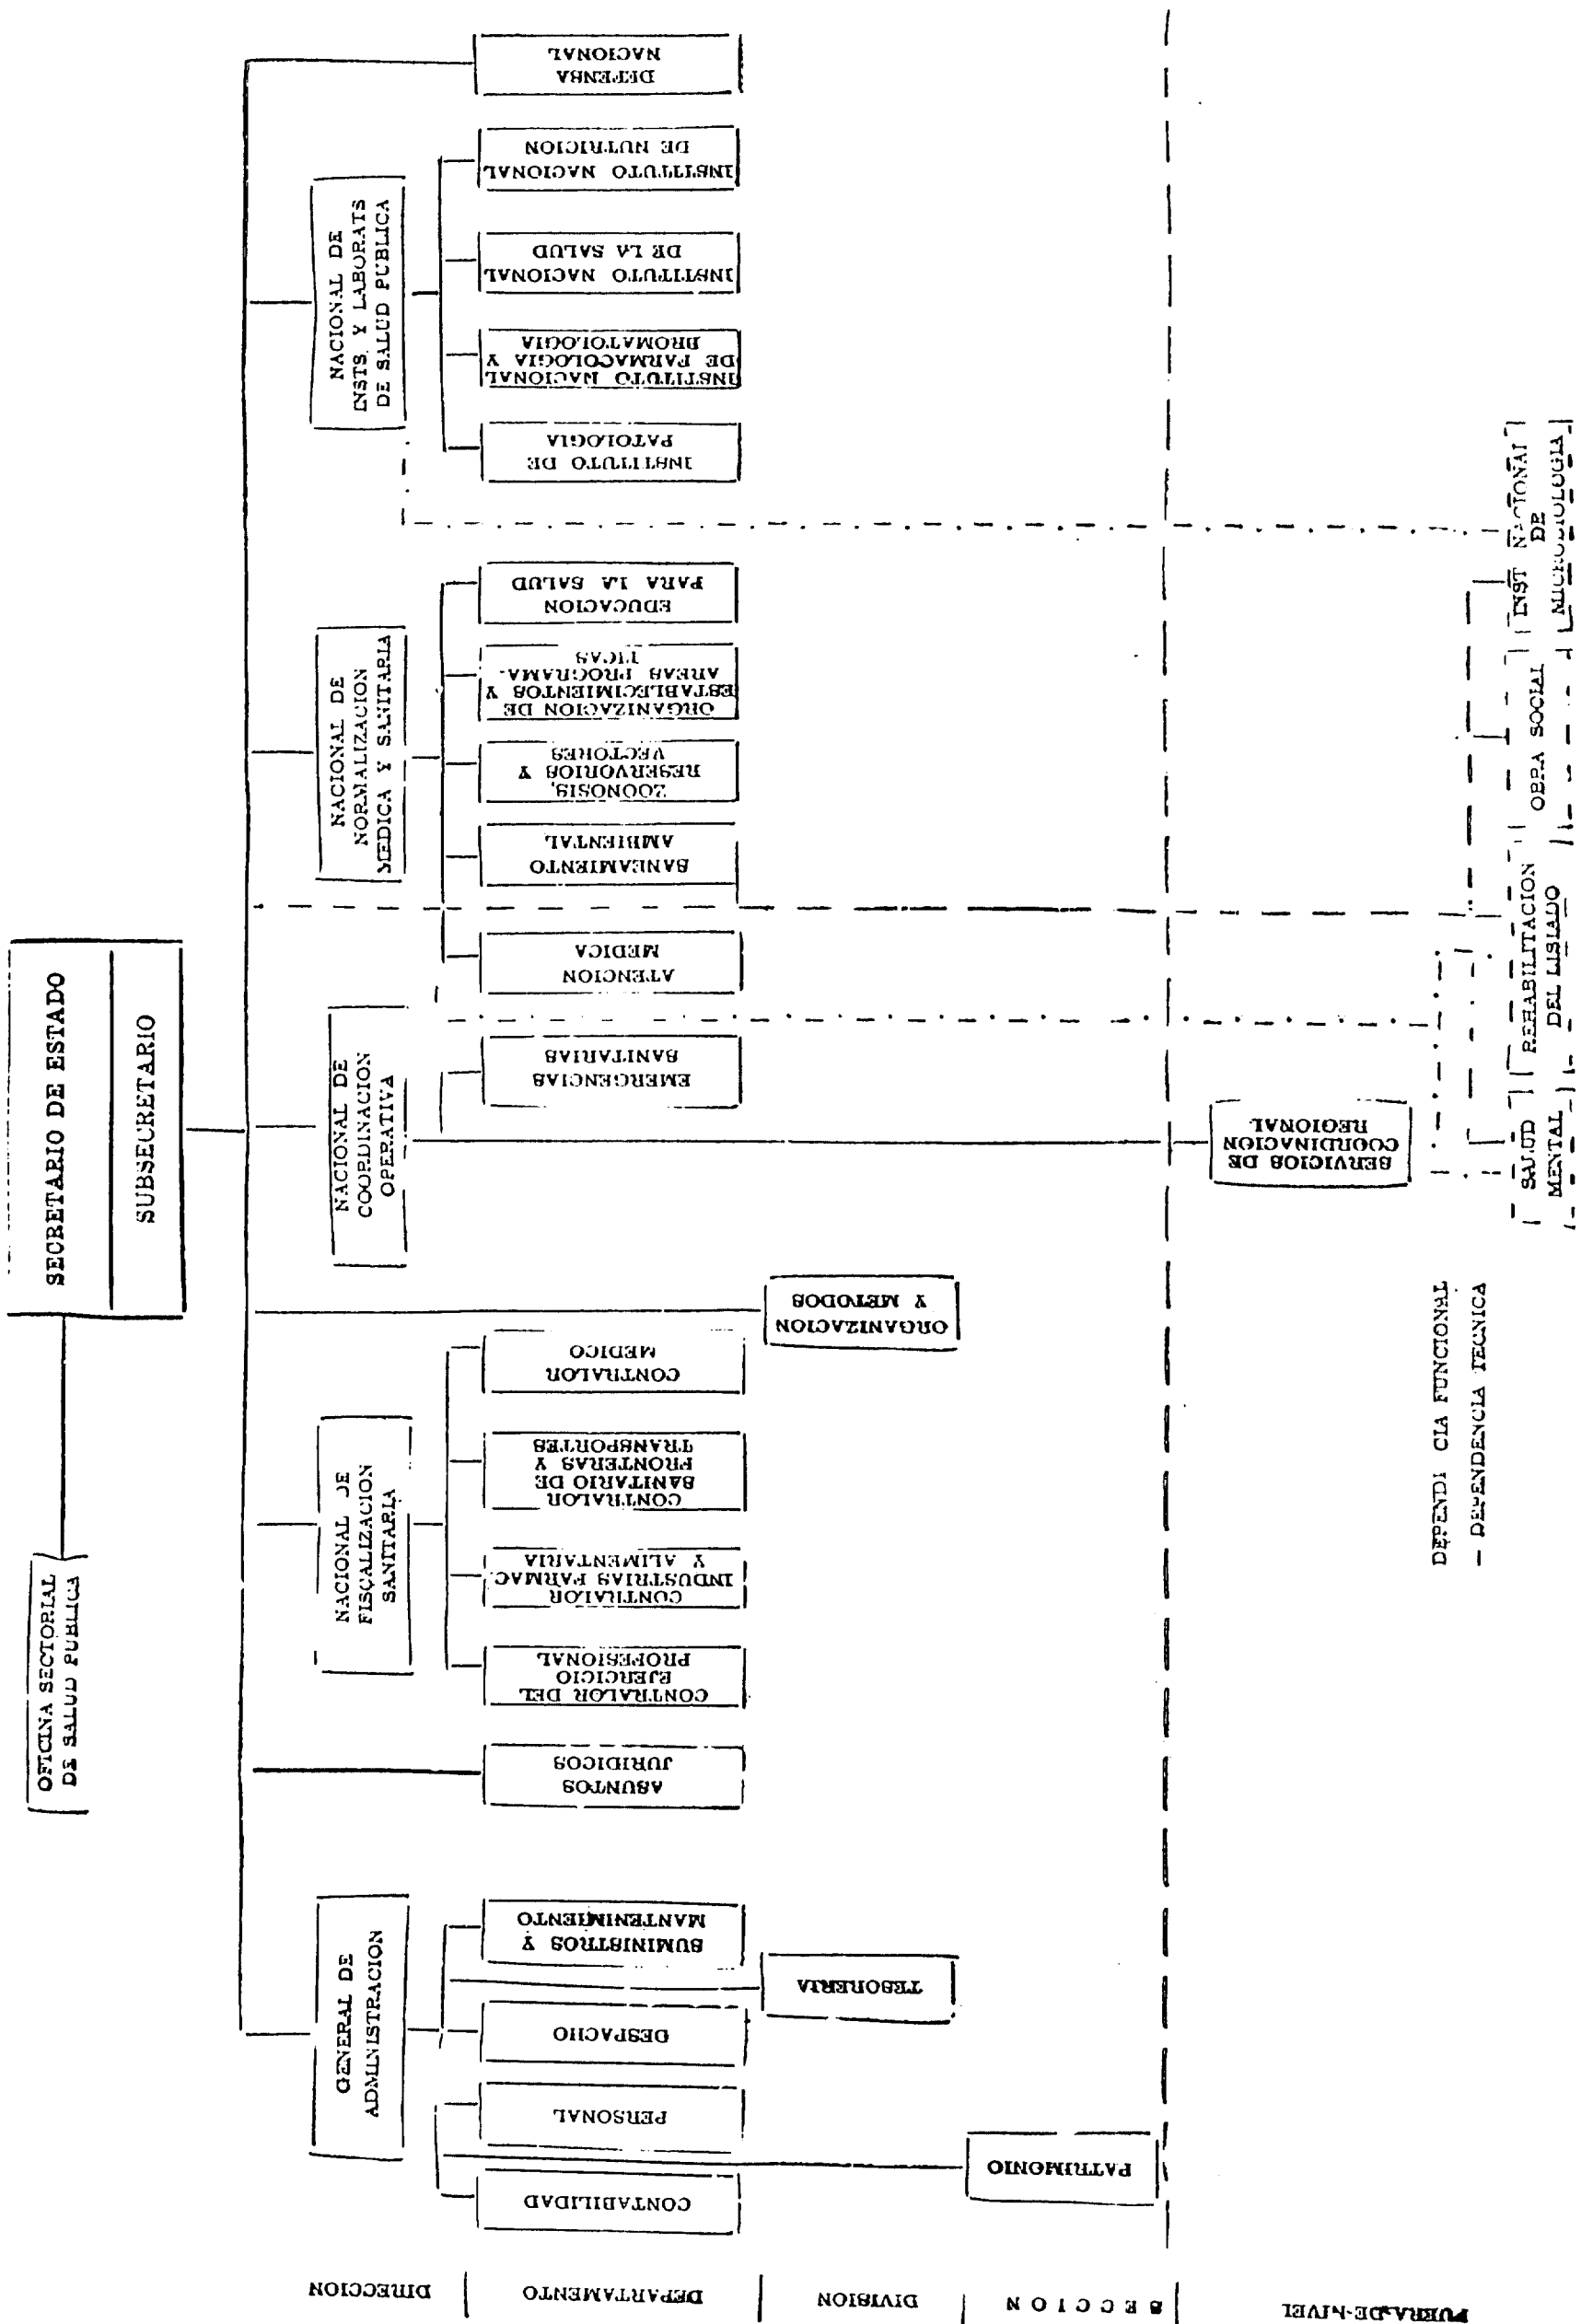 SECRETARIO DE ESTADO
SUBSECRETARIO
OFICINA SECTORIAL
DE SALUD PUBLICA
DIRECCION
GENERAL DE
ADMINISTRACION
NACIONAL DE
FISCALIZACION
SANITARIA
NACIONAL DE
COORDINACION
OPERATIVA
NACIONAL DE
NORMALIZACION
MEDICA Y SANITARIA
NACIONAL DE
INSTS. Y LABORATS
DE SALUD PUBLICA
DEPARTAMENTO
CONTABILIDAD
PERSONAL
DESPACHO
SUMINISTROS Y
MANTENIMIENTO
ASUNTOS
JURIDICOS
CONTRALOR DEL
EJERCICIO
PROFESIONAL
CONTRALOR
INDUSTRIAS FARMAC.
Y ALIMENTARIA
CONTRALOR
SANITARIO DE
FRONTERAS Y
TRANSPORTES
CONTRALOR
MEDICO
EMERGENCIAS
SANITARIAS
ATENCION
MEDICA
SANEAMIENTO
AMBIENTAL
ZOONOSIS,
RESERVORIOS Y
VECTORES
ORGANIZACION DE
ESTABLECIMIENTOS Y
AREAS PROGRAMA-
TICAS
EDUCACION
PARA LA SALUD
INSTITUTO DE
PATOLOGIA
INSTITUTO NACIONAL
DE FARMACOLOGIA Y
BROMATOLOGIA
INSTITUTO NACIONAL
DE LA SALUD
INSTITUTO NACIONAL
DE NUTRICION
DEFENSA
NACIONAL
DIVISION
TESORERIA
ORGANIZACION
Y METODOS
SECCION
PATRIMONIO
FUERA-DE-NIVEL
SERVICIOS DE
COORDINACION
REGIONAL
SALUD
MENTAL
REHABILITACION
DEL LISIADO
OBRA SOCIAL
INST NACIONAL
DE
MICROBIOLOGIA
DEPENDI CIA FUNCIONAL
- DEPENDENCIA TECNICA